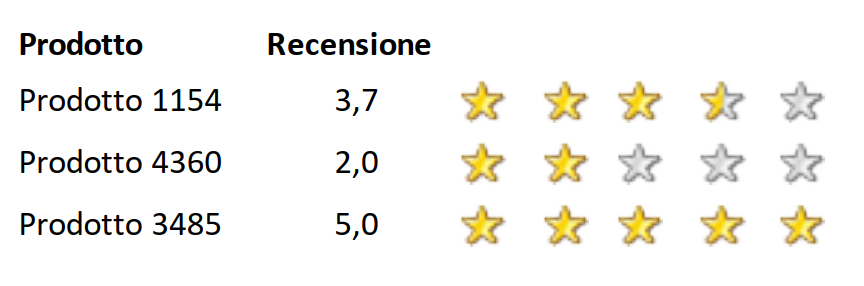 Prodotto Recensione
Prodotto 1154 3,7
Prodotto 4360 2,0
Prodotto 3485 5,0